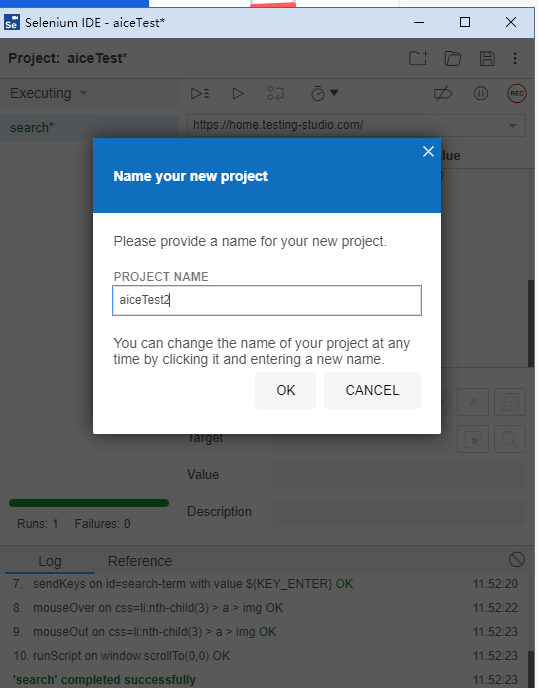 Selenium IDE - aiceTest*
Project: aiceTest*
Executing
search*
https://home.testing-studio.com/
lue
Name your new project
Please provide a name for your new project.
PROJECT NAME
aiceTest2
You can change the name of your project at any
time by clicking it and entering a new name.
OK CANCEL
//
Target
Value
Description
Runs: 1 Failures: 0
Log Reference
7. sendKeys on id=search-term with value ${KEY_ENTER} OK 11:52:20
8. mouseOver on css=li:nth-child(3) > a > img OK 11:52:22
9. mouseOut on css=li:nth-child(3) > a > img OK 11:52:23
10. runScript on window.scrollTo(0,0) OK 11:52:23
'search' completed successfully 11:52:23
REC
Se